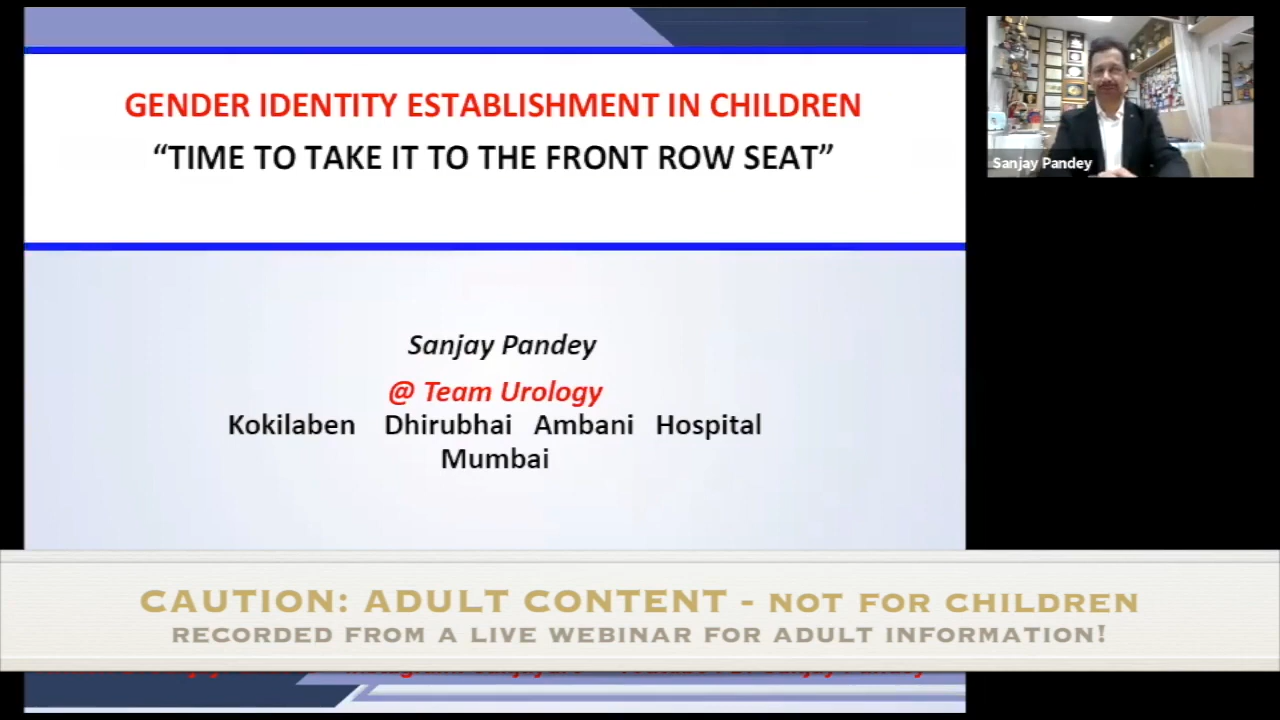 GENDER IDENTITY ESTABLISHMENT IN CHILDREN
“TIME TO TAKE IT TO THE FRONT ROW SEAT”
Sanjay Pandey
Sanjay Pandey
@ Team Urology
Kokilaben Dhirubhai Ambani Hospital
Mumbai
CAUTION: ADULT CONTENT - NOT FOR CHILDREN
RECORDED FROM A LIVE WEBINAR FOR ADULT INFORMATION!